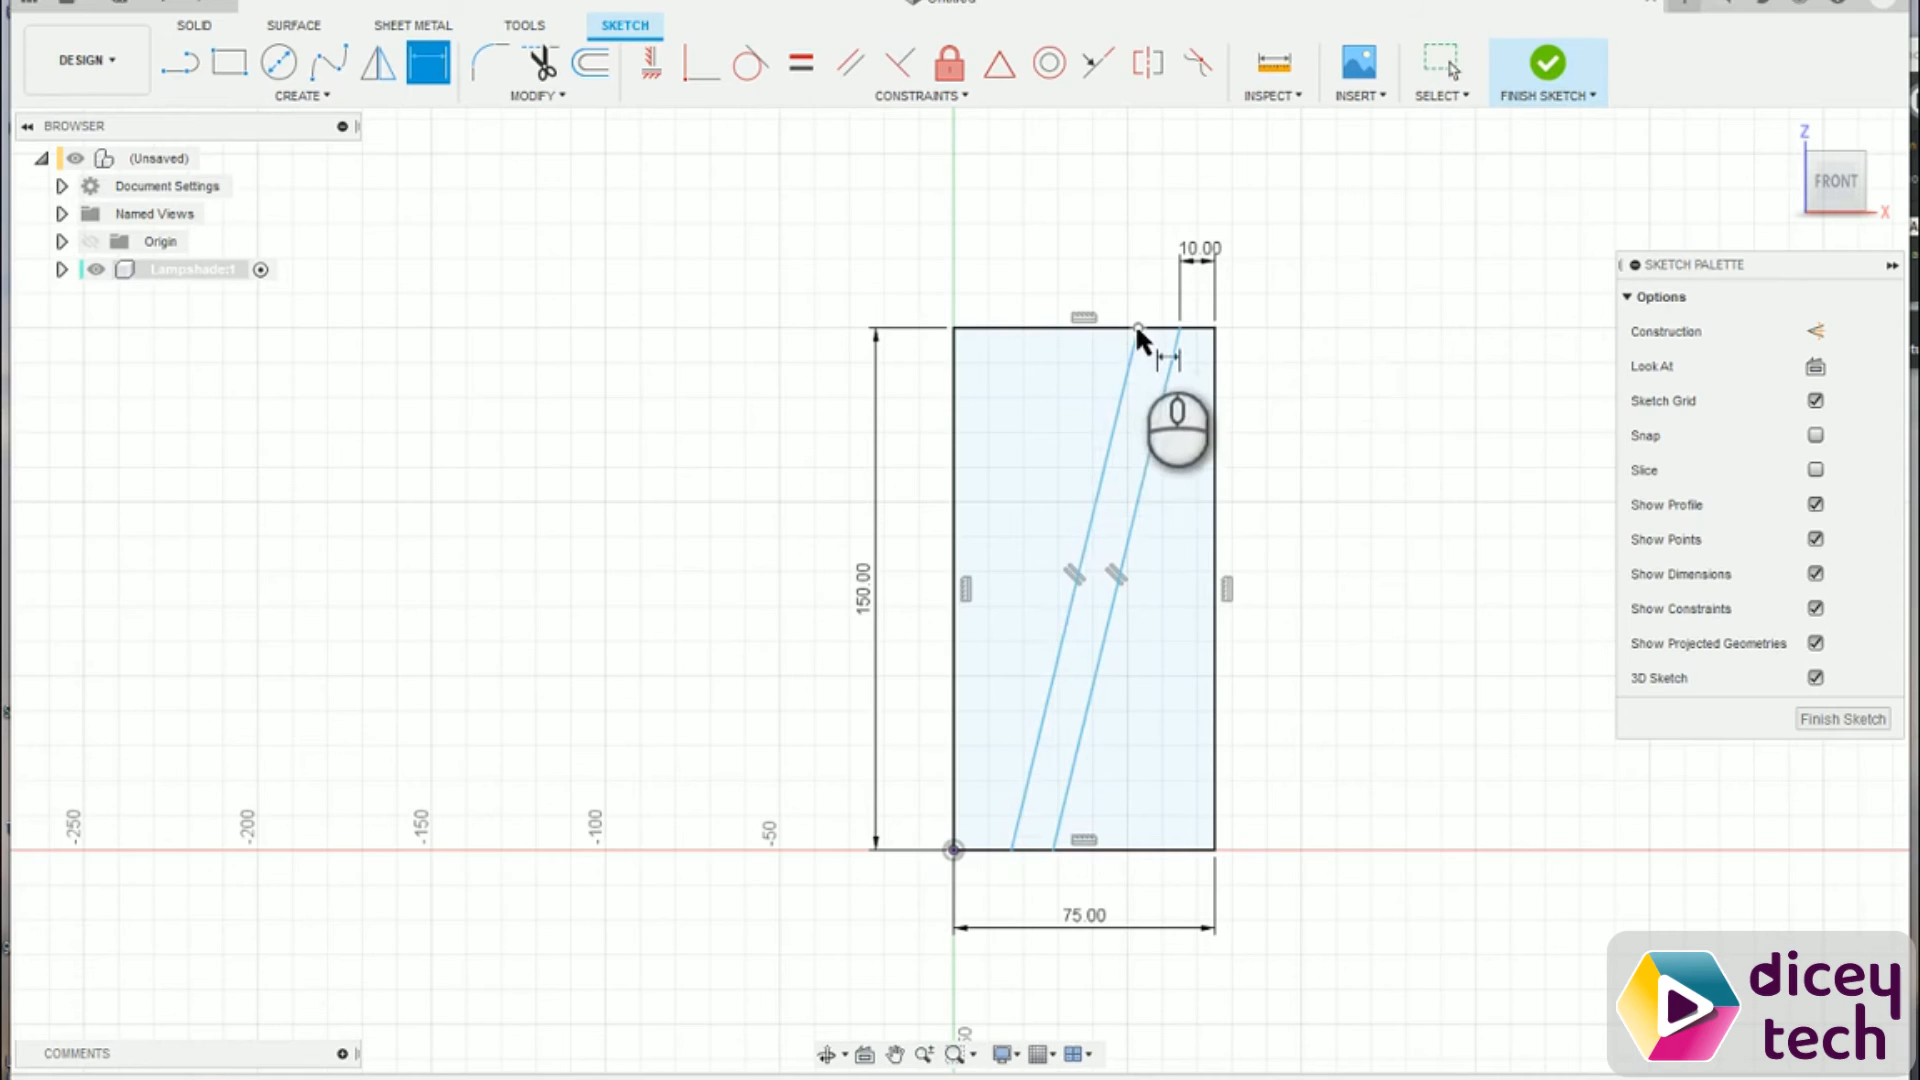 Untitled
SOLID SURFACE SHEET METAL TOOLS SKETCH
DESIGN
CREATE MODIFY CONSTRAINTS INSPECT INSERT SELECT FINISH SKETCH
BROWSER
(Unsaved)
Document Settings
Named Views
Origin
Lampshade:1
Z
FRONT
X
SKETCH PALETTE
Options
Construction
Look At
Sketch Grid
Snap
Slice
Show Profile
Show Points
Show Dimensions
Show Constraints
Show Projected Geometries
3D Sketch
Finish Sketch
10.00
150.00
75.00
-250
-200
-150
-100
-50
COMMENTS
dicey
tech